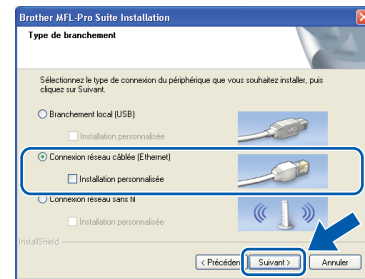 Brother MFL-Pro Suite Installation
Type de branchement
Sélectionnez le type de connexion du périphérique que vous souhaitez installer, puis
cliquez sur Suivant.
Branchement local (USB)
Installation personnalisée
Connexion réseau câblée (Ethernet)
Installation personnalisée
Connexion réseau sans fil
Installation personnalisée
InstallShield
< Précéden Suivant > Annuler